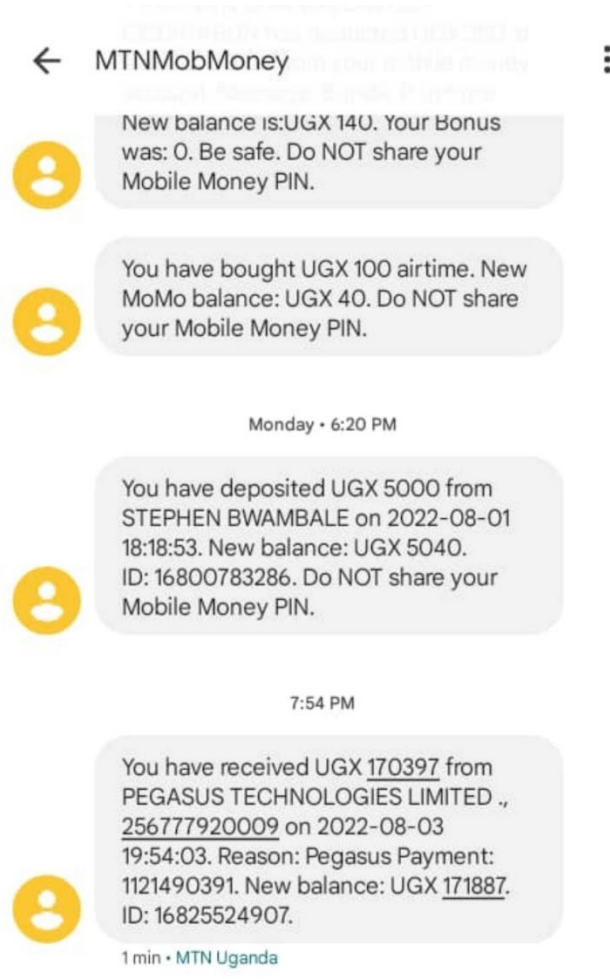 MTNMobMoney
New balance is:UGX 140. Your Bonus
was: 0. Be safe. Do NOT share your
Mobile Money PIN.
You have bought UGX 100 airtime. New
MoMo balance: UGX 40. Do NOT share
your Mobile Money PIN.
Monday • 6:20 PM
You have deposited UGX 5000 from
STEPHEN BWAMBALE on 2022-08-01
18:18:53. New balance: UGX 5040.
ID: 16800783286. Do NOT share your
Mobile Money PIN.
7:54 PM
You have received UGX 170397 from
PEGASUS TECHNOLOGIES LIMITED .,
256777920009 on 2022-08-03
19:54:03. Reason: Pegasus Payment:
1121490391. New balance: UGX 171887.
ID: 16825524907.
1 min • MTN Uganda